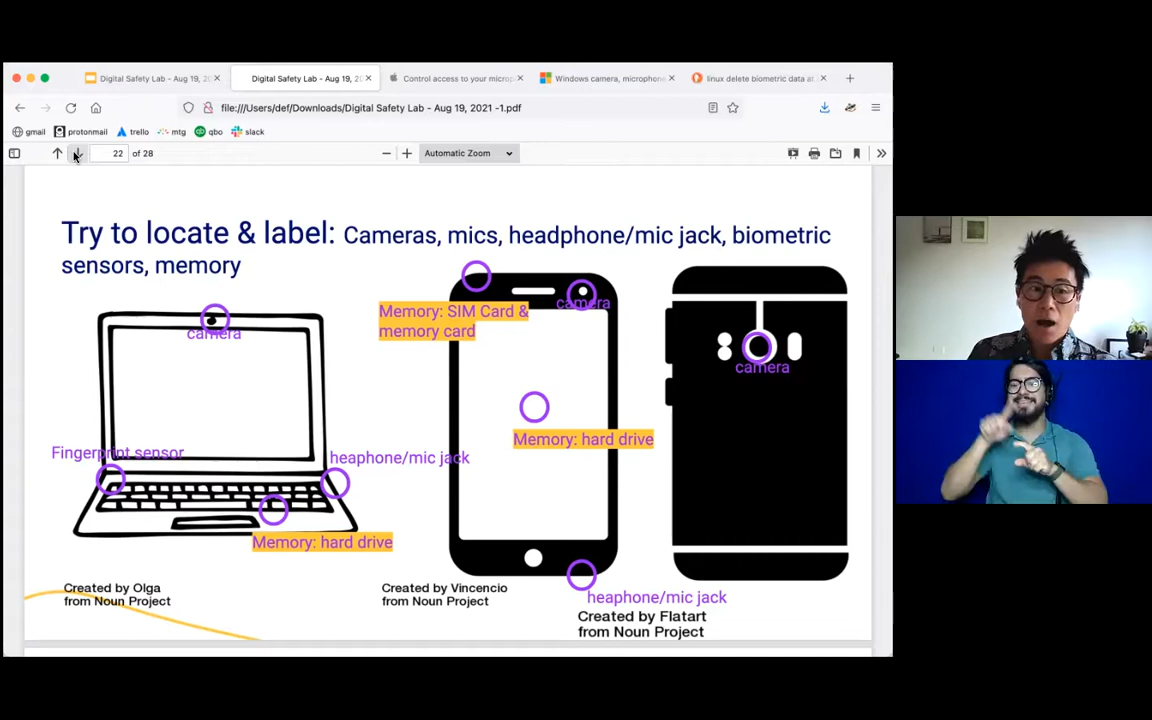 Digital Safety Lab - Aug 19, 20
Digital Safety Lab - Aug 19, 20
Control access to your microp
Windows camera, microphone
linux delete biometric data at
file:///Users/def/Downloads/Digital Safety Lab - Aug 19, 2021 -1.pdf
gmail protonmail trello mtg qbo slack
22 of 28
Automatic Zoom
Try to locate & label: Cameras, mics, headphone/mic jack, biometric
sensors, memory
camera
Memory: SIM Card &
memory card
camera
camera
Memory: hard drive
Fingerprint sensor
heaphone/mic jack
Memory: hard drive
heaphone/mic jack
Created by Olga
from Noun Project
Created by Vincencio
from Noun Project
Created by Flatart
from Noun Project